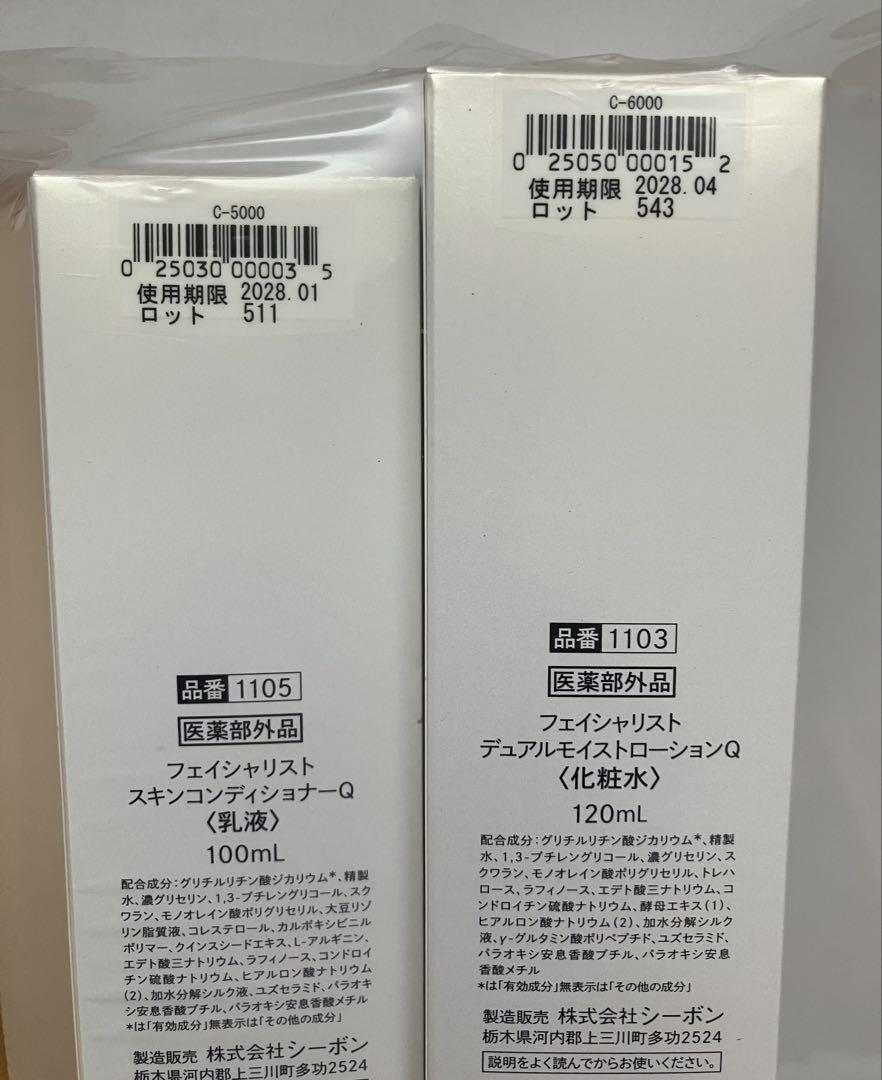 C-5000
0 25030 00003 5
使用期限 2028.01
ロット 511
品番 1105
医薬部外品
フェイシャリスト
スキンコンディショナーQ
〈乳液〉
100mL
配合成分:グリチルリチン酸ジカリウム*、精製
水、濃グリセリン、1,3-ブチレングリコール、スク
ワラン、モノオレイン酸ポリグリセリル、大豆リゾ
リン脂質液、コレステロール、カルボキシビニル
ポリマー、クインスシードエキス、L-アルギニン、
エデト酸三ナトリウム、ラフィノース、コンドロイ
チン硫酸ナトリウム、ヒアルロン酸ナトリウム
(2)、加水分解シルク液、ユズセラミド、パラオキ
シ安息香酸ブチル、パラオキシ安息香酸メチル
*は「有効成分」無表示は「その他の成分」
製造販売 株式会社シーボン
栃木県河内郡上三川町多功2524
C-6000
0 25050 00015 2
使用期限 2028.04
ロット 543
品番 1103
医薬部外品
フェイシャリスト
デュアルモイストローションQ
〈化粧水〉
120mL
配合成分:グリチルリチン酸ジカリウム*、精製
水、1,3-ブチレングリコール、濃グリセリン、ス
クワラン、モノオレイン酸ポリグリセリル、トレハ
ロース、ラフィノース、エデト酸三ナトリウム、コ
ンドロイチン硫酸ナトリウム、酵母エキス(1)、
ヒアルロン酸ナトリウム(2)、加水分解シルク
液、γ-グルタミン酸ポリペプチド、ユズセラミド、
パラオキシ安息香酸ブチル、パラオキシ安息
香酸メチル
*は「有効成分」無表示は「その他の成分」
製造販売 株式会社シーボン
栃木県河内郡上三川町多功2524
説明をよく読んでからお使いください。